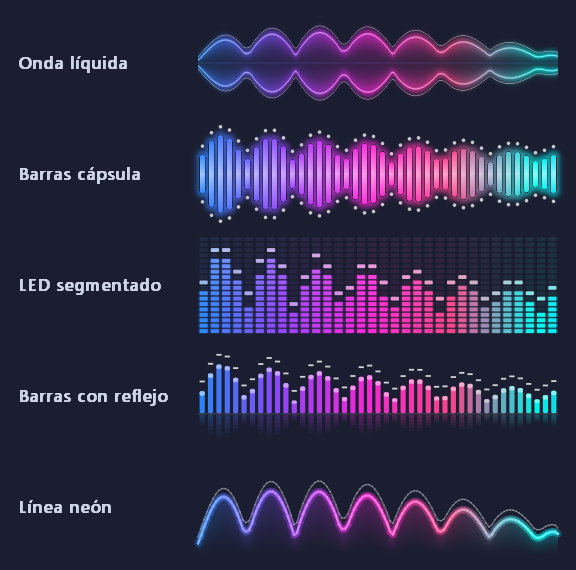 Onda líquida
Barras cápsula
LED segmentado
Barras con reflejo
Línea neón